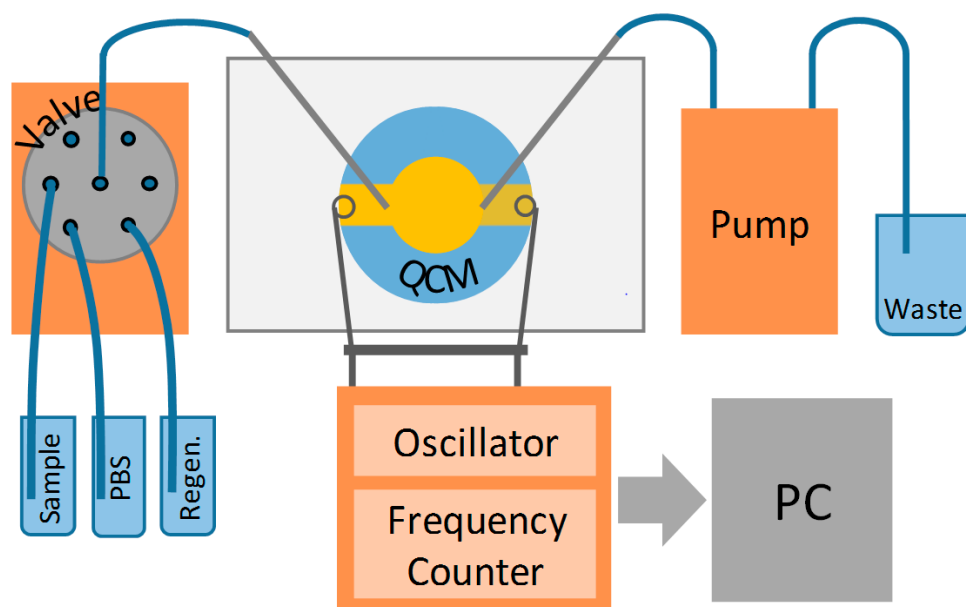 Valve
QCM
Pump
Waste
Sample
PBS
Regen.
Oscillator
Frequency
Counter
PC